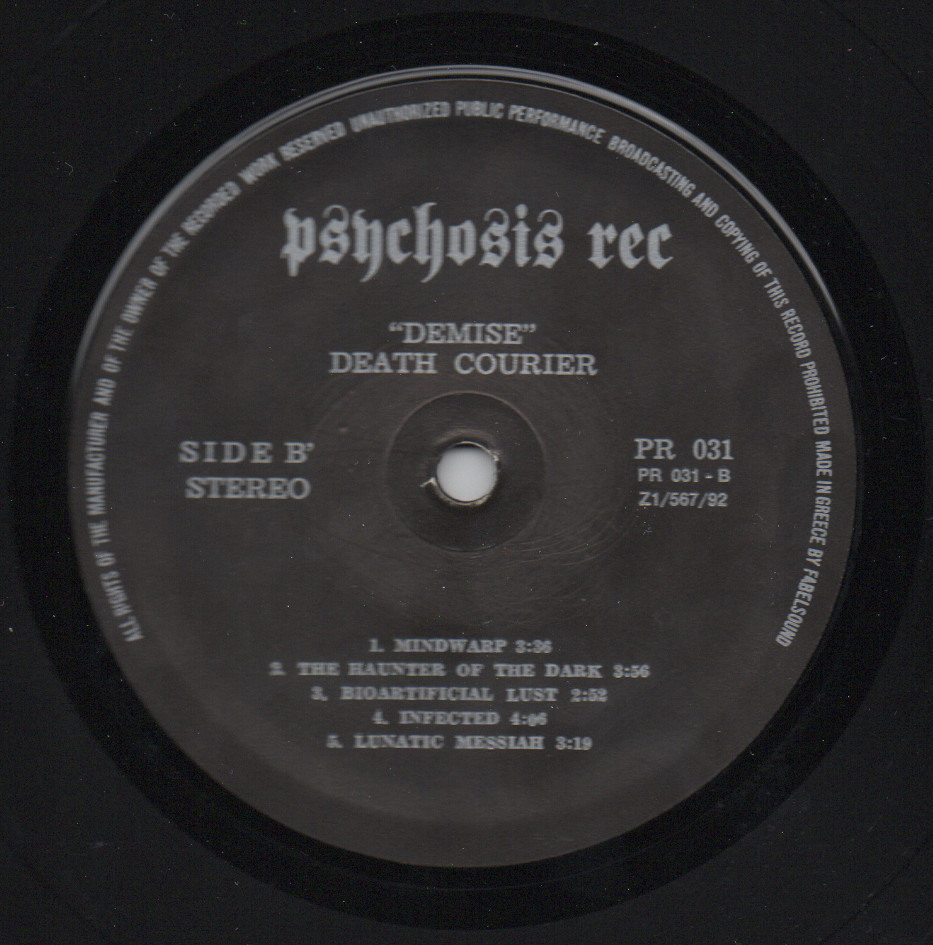 ALL RIGHTS OF THE MANUFACTURER AND OF THE OWNER OF THE RECORDED WORK RESERVED UNAUTHORIZED PUBLIC PERFORMANCE BROADCASTING AND COPYING OF THIS RECORD PROHIBITED MADE IN GREECE BY FABELSOUND
psychosis rec
“DEMISE”
DEATH COURIER
SIDE B'
STEREO
PR 031
PR 031 - B
Z1/567/92
1. MINDWARP 3:36
2. THE HAUNTER OF THE DARK 3:56
3. BIOARTIFICIAL LUST 2:52
4. INFECTED 4:06
5. LUNATIC MESSIAH 3:19